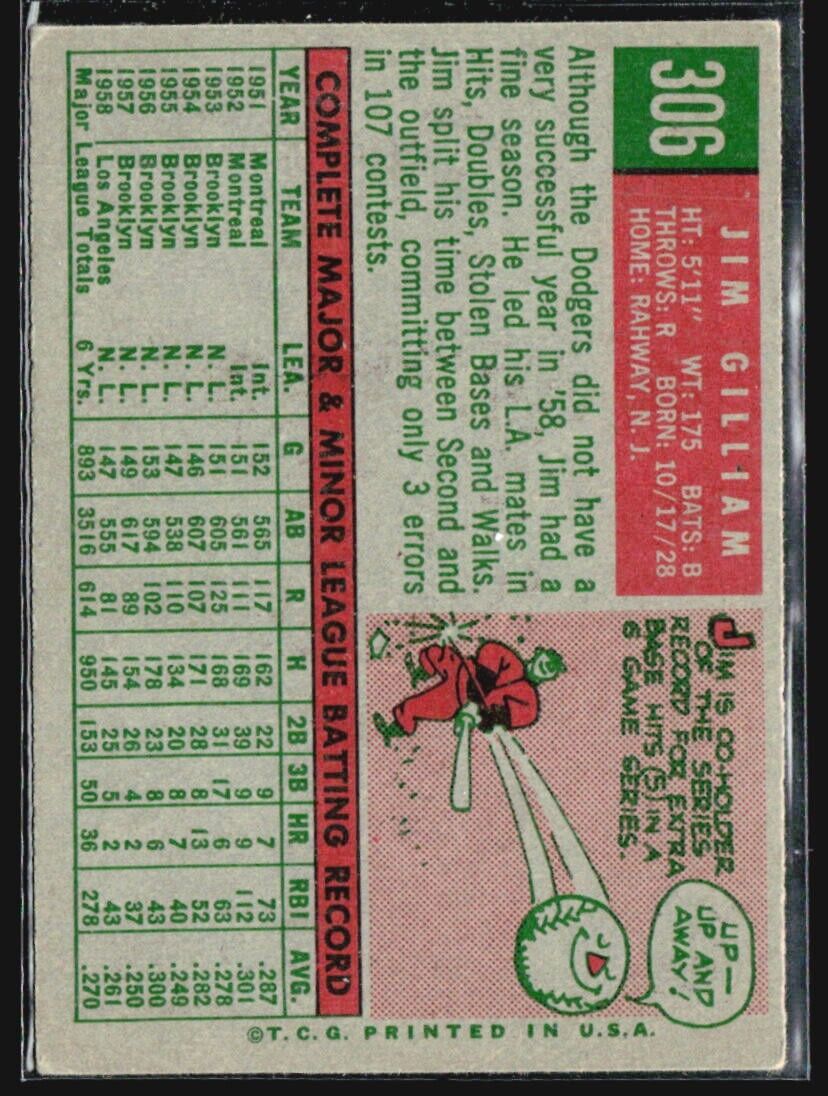 306
JIM GILLIAM
HT: 5'11" WT: 175 BATS: B
THROWS: R BORN: 10/17/28
HOME: RAHWAY, N. J.
Although the Dodgers did not have a
very successful year in '58, Jim had a
fine season. He led his L.A. mates in
Hits, Doubles, Stolen Bases and Walks.
Jim split his time between Second and
the outfield, committing only 3 errors
in 107 contests.
JIM IS CO-HOLDER
OF THE SERIES
RECORD FOR EXTRA
BASE HITS (5) IN A
6 GAME SERIES.
UP—
UP AND
AWAY!
COMPLETE MAJOR & MINOR LEAGUE BATTING RECORD
YEAR TEAM LEA. G AB R H 2B 3B HR RBI AVG.
1951 Montreal Int. 152 565 117 162 22 9 7 73 .287
1952 Montreal Int. 151 561 111 169 39 9 9 112 .301
1953 Brooklyn N. L. 151 605 125 168 31 17 6 63 .278
1954 Brooklyn N. L. 146 607 107 171 28 8 13 52 .282
1955 Brooklyn N. L. 147 538 110 134 20 8 7 40 .249
1956 Brooklyn N. L. 153 594 102 178 23 8 6 43 .300
1957 Brooklyn N. L. 149 617 89 154 26 4 2 37 .250
1958 Los Angeles N. L. 147 555 81 145 25 5 2 43 .261
Major League Totals 6 Yrs. 893 3516 614 950 153 50 36 278 .270
©T. C. G. PRINTED IN U.S.A.